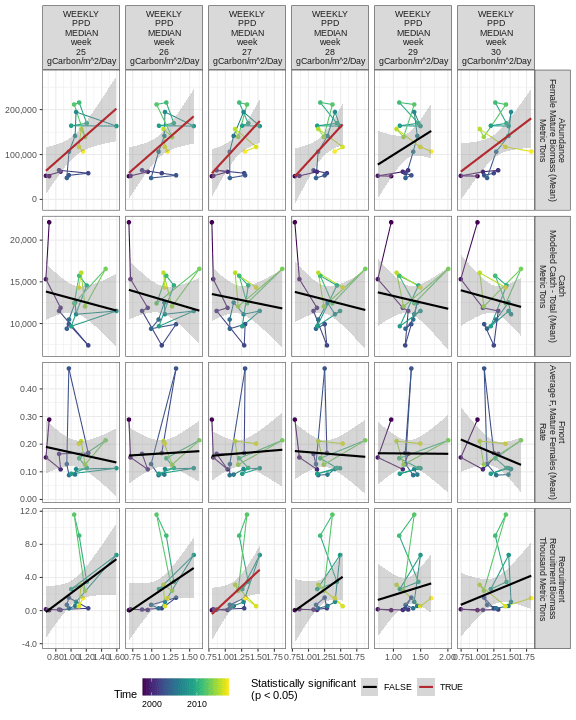 WEEKLY PPD MEDIAN week 25 gCarbon/m^2/Day
WEEKLY PPD MEDIAN week 26 gCarbon/m^2/Day
WEEKLY PPD MEDIAN week 27 gCarbon/m^2/Day
WEEKLY PPD MEDIAN week 28 gCarbon/m^2/Day
WEEKLY PPD MEDIAN week 29 gCarbon/m^2/Day
WEEKLY PPD MEDIAN week 30 gCarbon/m^2/Day
200,000
100,000
0
Abundance
Female Mature Biomass (Mean)
Metric Tons
20,000
15,000
10,000
Catch
Modeled Catch - Total (Mean)
Metric Tons
0.40
0.30
0.20
0.10
0.00
Fmort
Average F, Mature Females (Mean)
Rate
12.0
8.0
4.0
0.0
-4.0
Recruitment
Recruitment Biomass
Thousand Metric Tons
0.80 1.00 1.20 1.40 1.60
0.75 1.00 1.25 1.50
0.75 1.00 1.25 1.50 1.75
0.75 1.00 1.25 1.50 1.75
1.00 1.50 2.00
0.75 1.00 1.25 1.50 1.75
Time
2000 2010
Statistically significant
(p < 0.05)
FALSE
TRUE